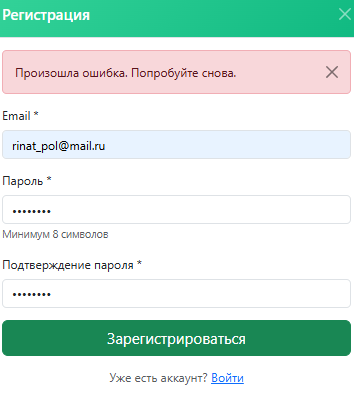 Регистрация
Произошла ошибка. Попробуйте снова.
Email *
rinat_pol@mail.ru
Пароль *
••••••••
Минимум 8 символов
Подтверждение пароля *
••••••••
Зарегистрироваться
Уже есть аккаунт? Войти